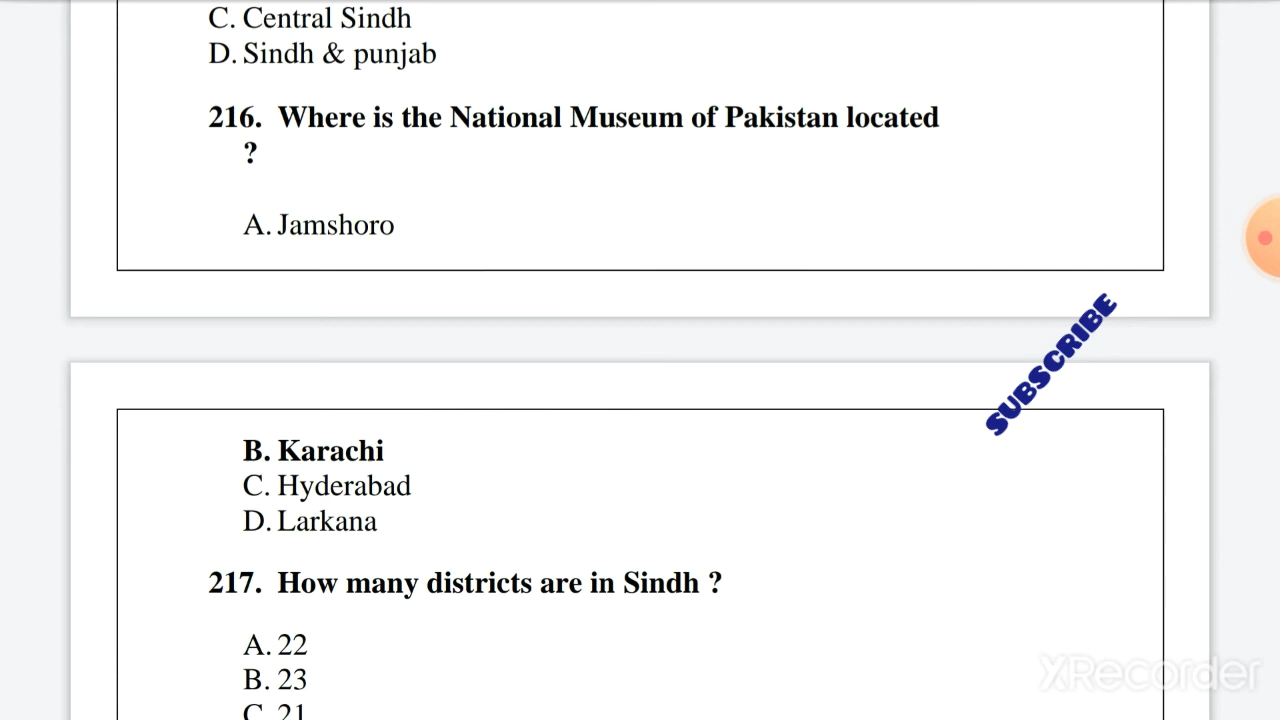 C. Central Sindh
D. Sindh & punjab
216. Where is the National Museum of Pakistan located
?
A. Jamshoro
SUBSCRIBE
B. Karachi
C. Hyderabad
D. Larkana
217. How many districts are in Sindh ?
A. 22
B. 23
C. 21
XRecorder